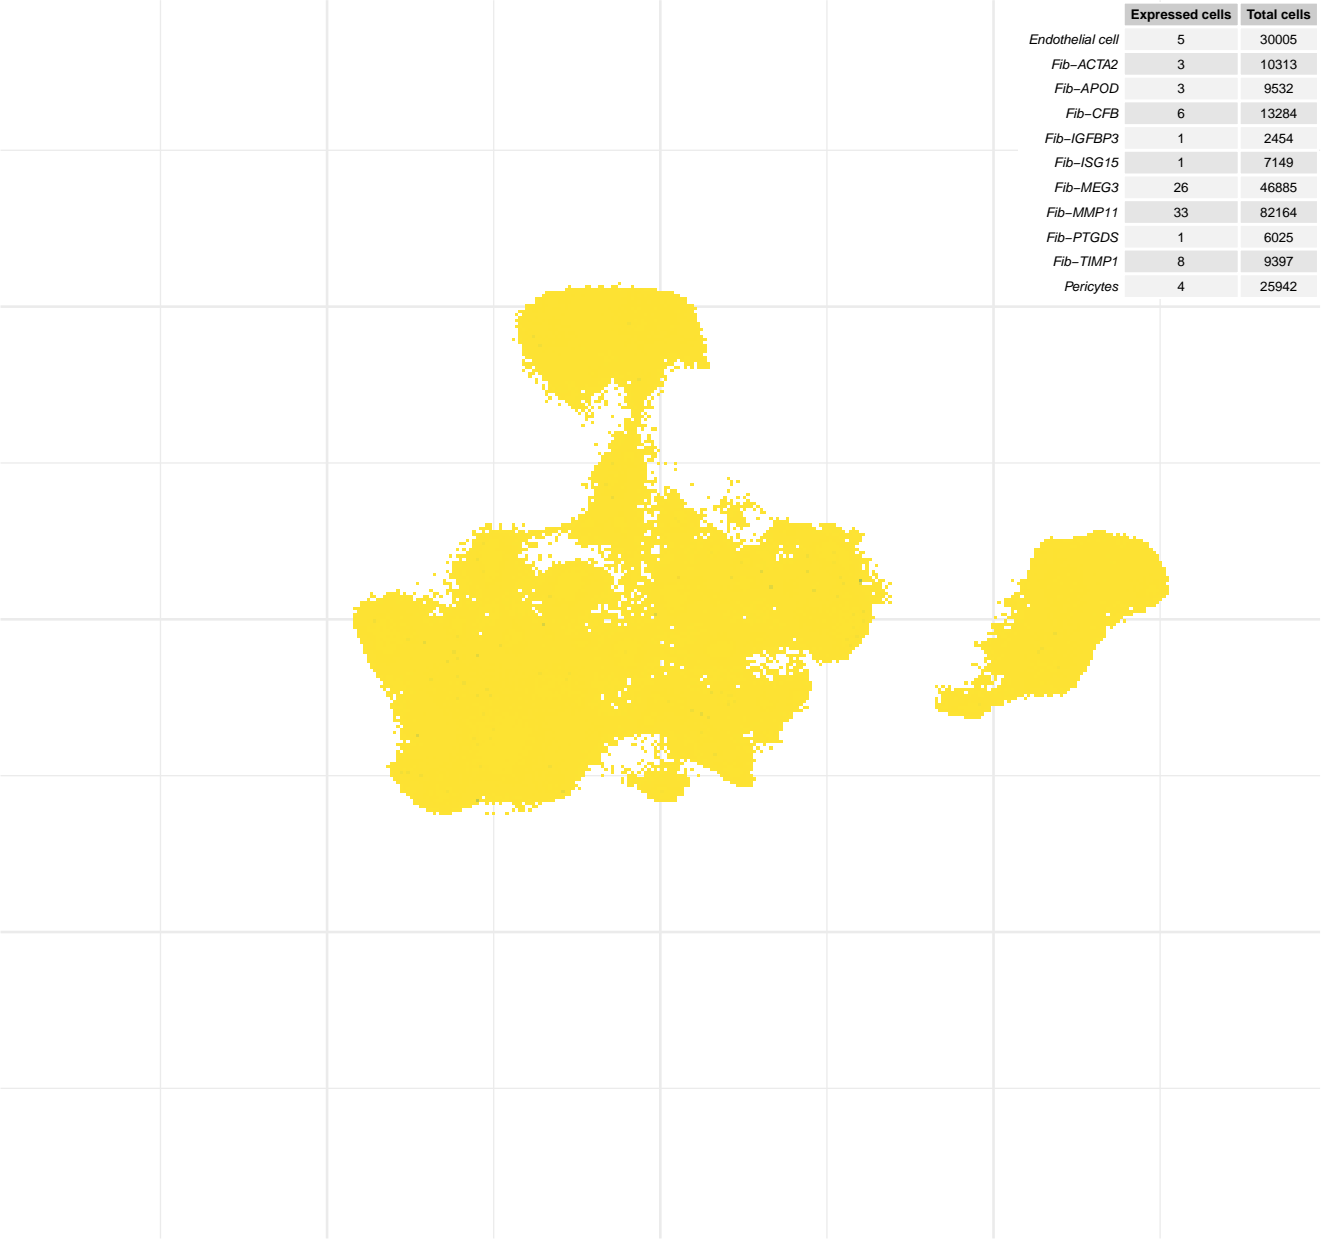 Expressed cells Total cells
Endothelial cell 5 30005
Fib−ACTA2 3 10313
Fib−APOD 3 9532
Fib−CFB 6 13284
Fib−IGFBP3 1 2454
Fib−ISG15 1 7149
Fib−MEG3 26 46885
Fib−MMP11 33 82164
Fib−PTGDS 1 6025
Fib−TIMP1 8 9397
Pericytes 4 25942